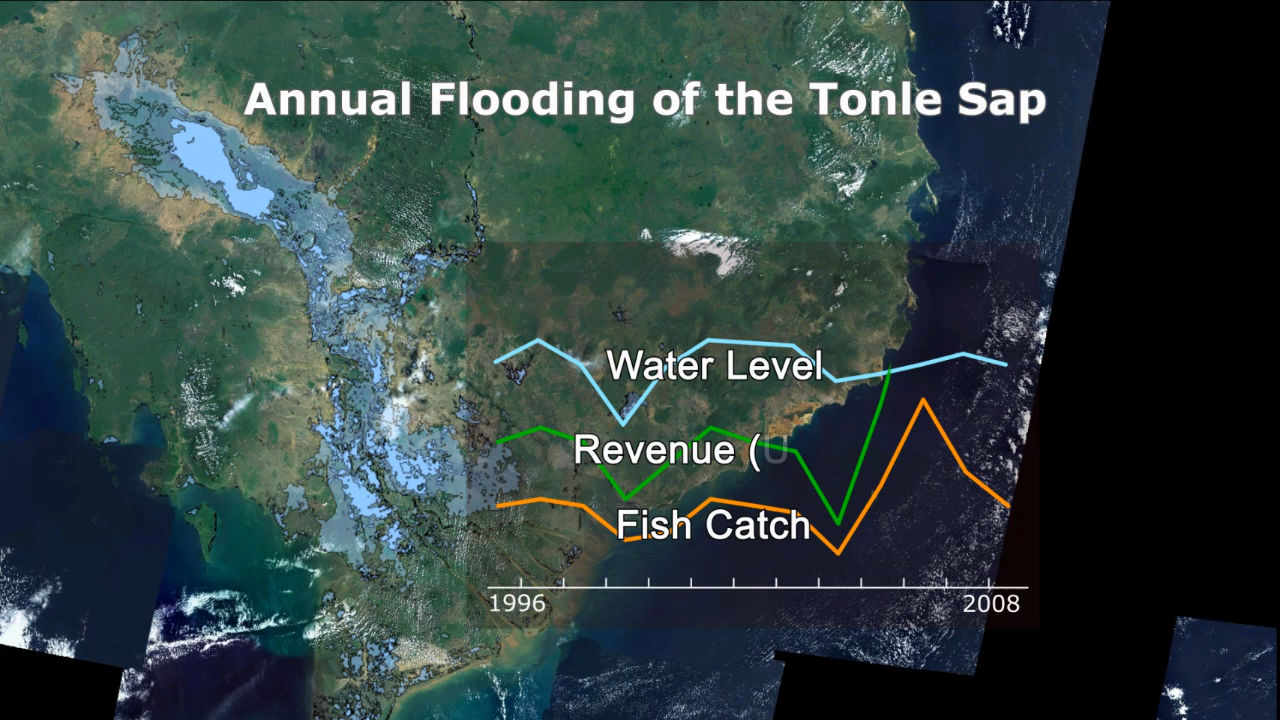 Annual Flooding of the Tonle Sap
Water Level
Revenue (U
Fish Catch
1996 2008